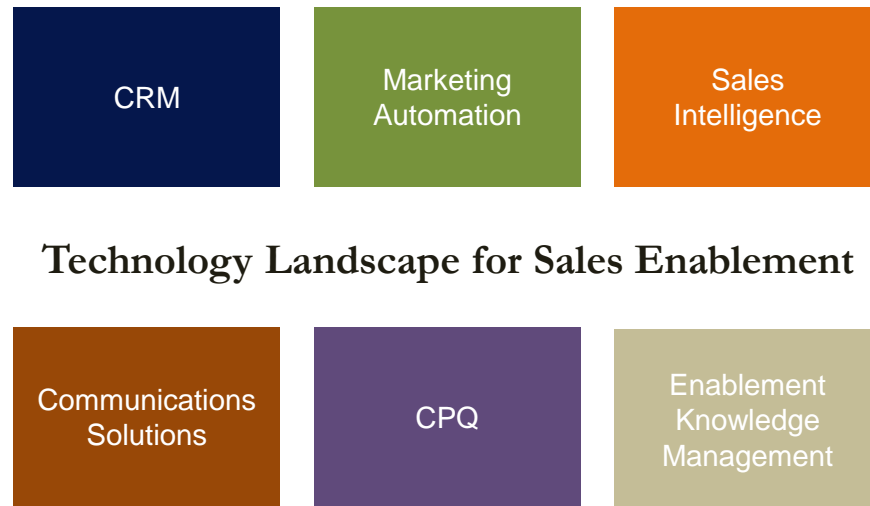 CRM
Marketing
Automation
Sales
Intelligence
Technology Landscape for Sales Enablement
Communications
Solutions
CPQ
Enablement
Knowledge
Management